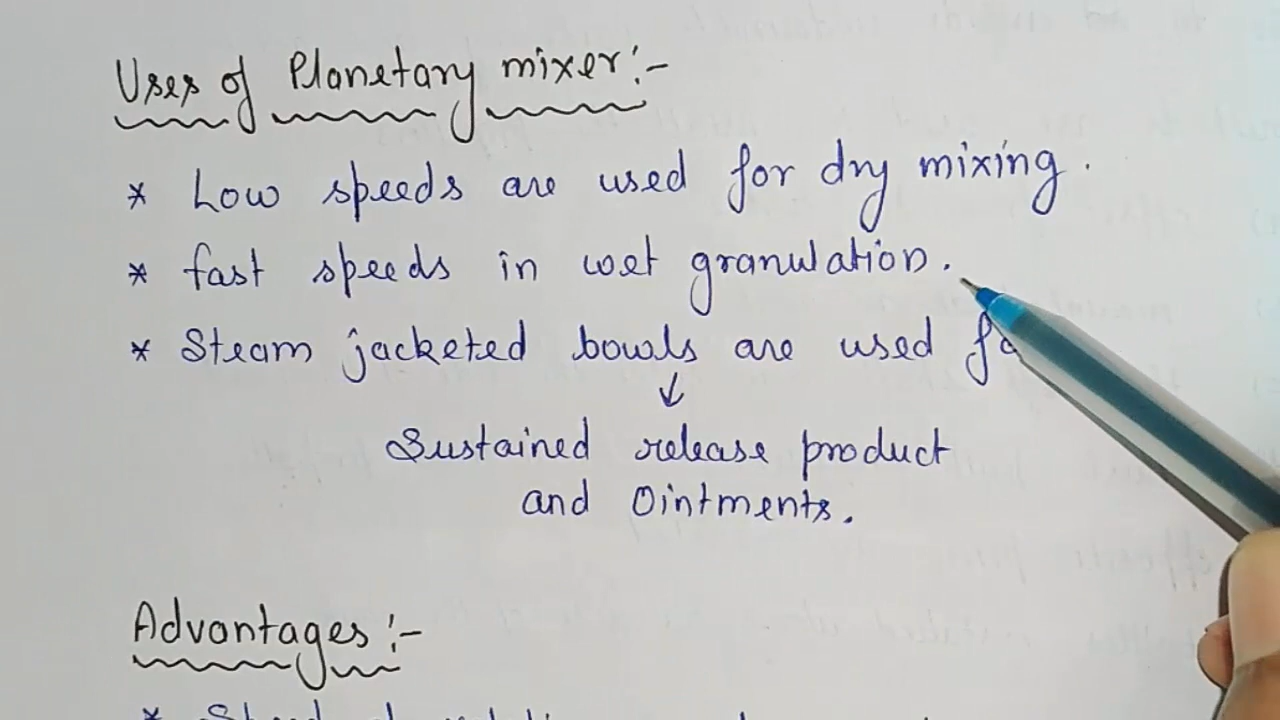 Uses of Planetary mixer:-
* Low speeds are used for dry mixing.
* fast speeds in wet granulation.
* Steam jacketed bowls are used
↓
Sustained release product
and Ointments.
Advantages:-
*